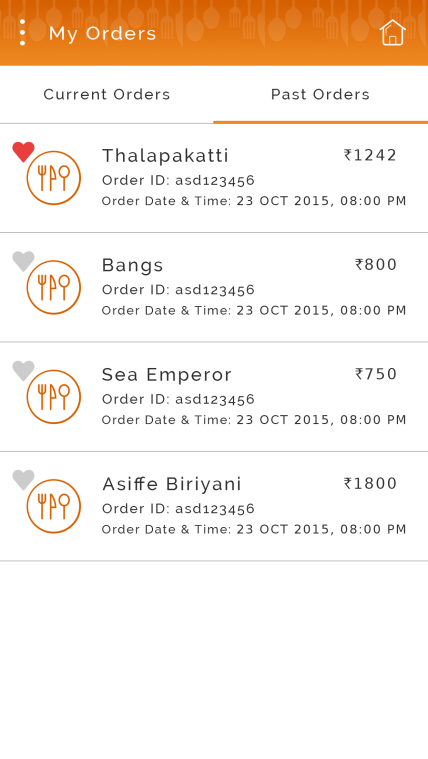 My Orders
Current Orders Past Orders
Thalapakatti ₹1242
Order ID: asd123456
Order Date & Time: 23 OCT 2015, 08:00 PM
Bangs ₹800
Order ID: asd123456
Order Date & Time: 23 OCT 2015, 08:00 PM
Sea Emperor ₹750
Order ID: asd123456
Order Date & Time: 23 OCT 2015, 08:00 PM
Asiffe Biriyani ₹1800
Order ID: asd123456
Order Date & Time: 23 OCT 2015, 08:00 PM